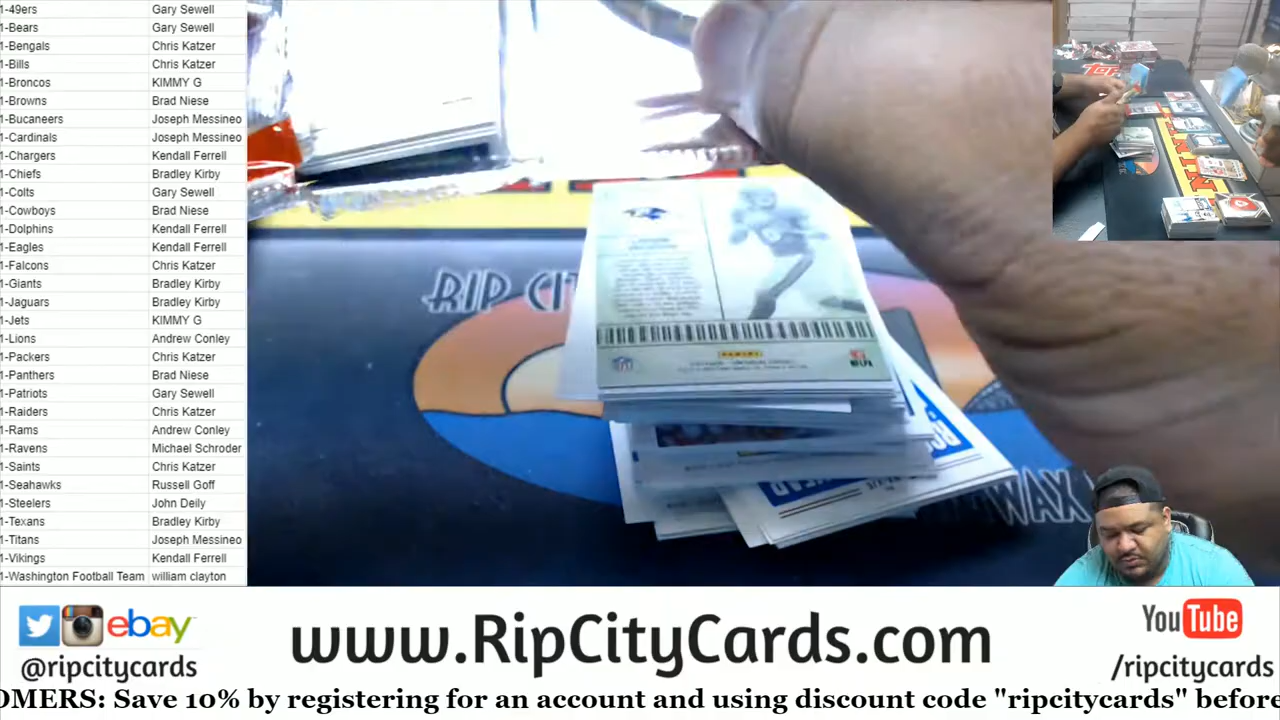 1-49ers Gary Sewell
1-Bears Gary Sewell
1-Bengals Chris Katzer
1-Bills Chris Katzer
1-Broncos KIMMY G
1-Browns Brad Niese
1-Bucaneers Joseph Messineo
1-Cardinals Joseph Messineo
1-Chargers Kendall Ferrell
1-Chiefs Bradley Kirby
1-Colts Gary Sewell
1-Cowboys Brad Niese
1-Dolphins Kendall Ferrell
1-Eagles Kendall Ferrell
1-Falcons Chris Katzer
1-Giants Bradley Kirby
1-Jaguars Bradley Kirby
1-Jets KIMMY G
1-Lions Andrew Conley
1-Packers Chris Katzer
1-Panthers Brad Niese
1-Patriots Gary Sewell
1-Raiders Chris Katzer
1-Rams Andrew Conley
1-Ravens Michael Schroder
1-Saints Chris Katzer
1-Seahawks Russell Goff
1-Steelers John Deily
1-Texans Bradley Kirby
1-Titans Joseph Messineo
1-Vikings Kendall Ferrell
1-Washington Football Team william clayton
RIP CIT
PANINI
WAX
ebay
@ripcitycards
www.RipCityCards.com
YouTube
/ripcitycards
OMERS: Save 10% by registering for an account and using discount code "ripcitycards" before